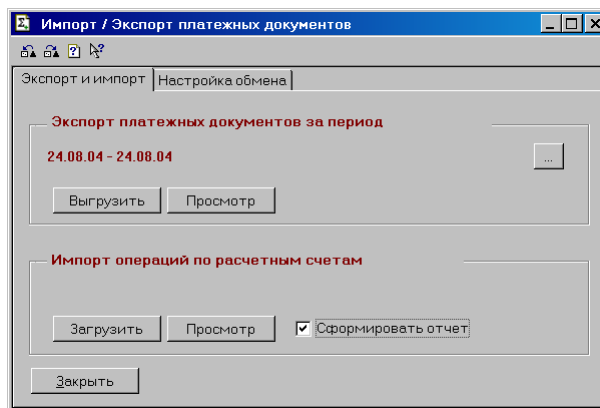 Импорт / Экспорт платежных документов
Экспорт и импорт Настройка обмена
Экспорт платежных документов за период
24.08.04 - 24.08.04 ...
Выгрузить Просмотр
Импорт операций по расчетным счетам
Загрузить Просмотр Сформировать отчет
Закрыть